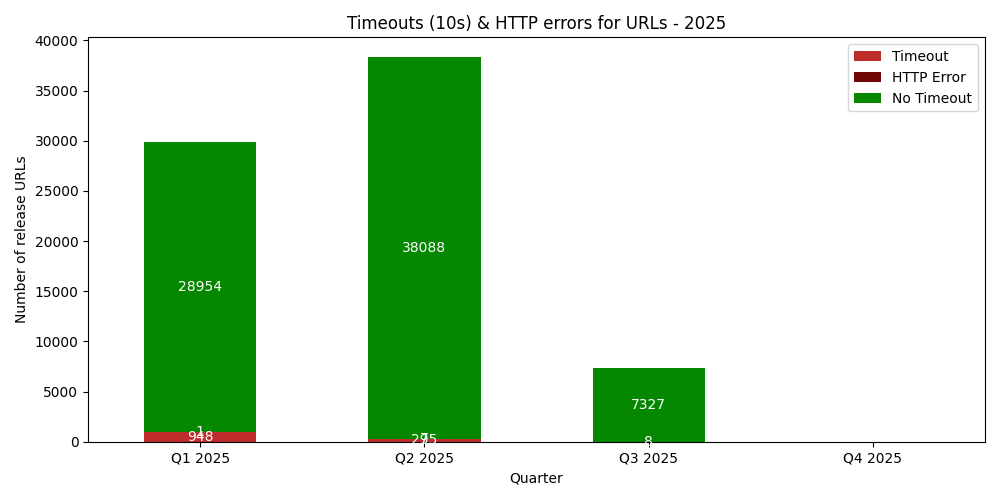 Timeouts (10s) & HTTP errors for URLs - 2025
Timeout
HTTP Error
No Timeout
Number of release URLs
40000
35000
30000
25000
20000
15000
10000
5000
0
28954
1
948
38088
295
7327
8
Q1 2025
Q2 2025
Q3 2025
Q4 2025
Quarter